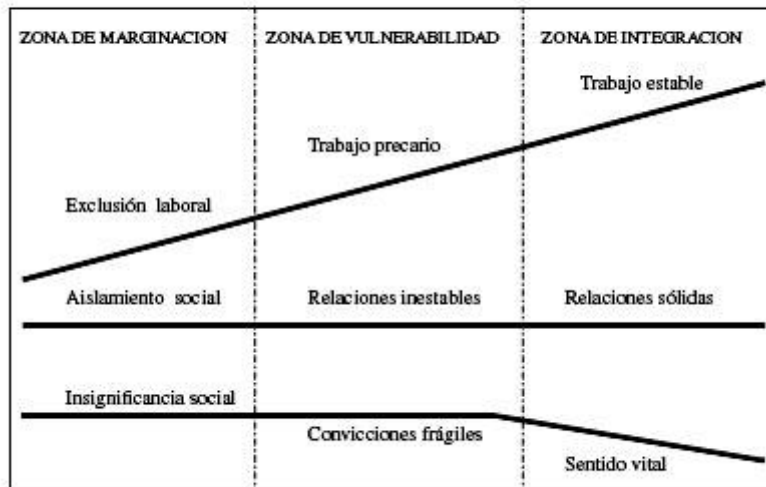 ZONA DE MARGINACION
ZONA DE VULNERABILIDAD
ZONA DE INTEGRACION
Trabajo estable
Trabajo precario
Exclusión laboral
Aislamiento social
Relaciones inestables
Relaciones sólidas
Insignificancia social
Convicciones frágiles
Sentido vital